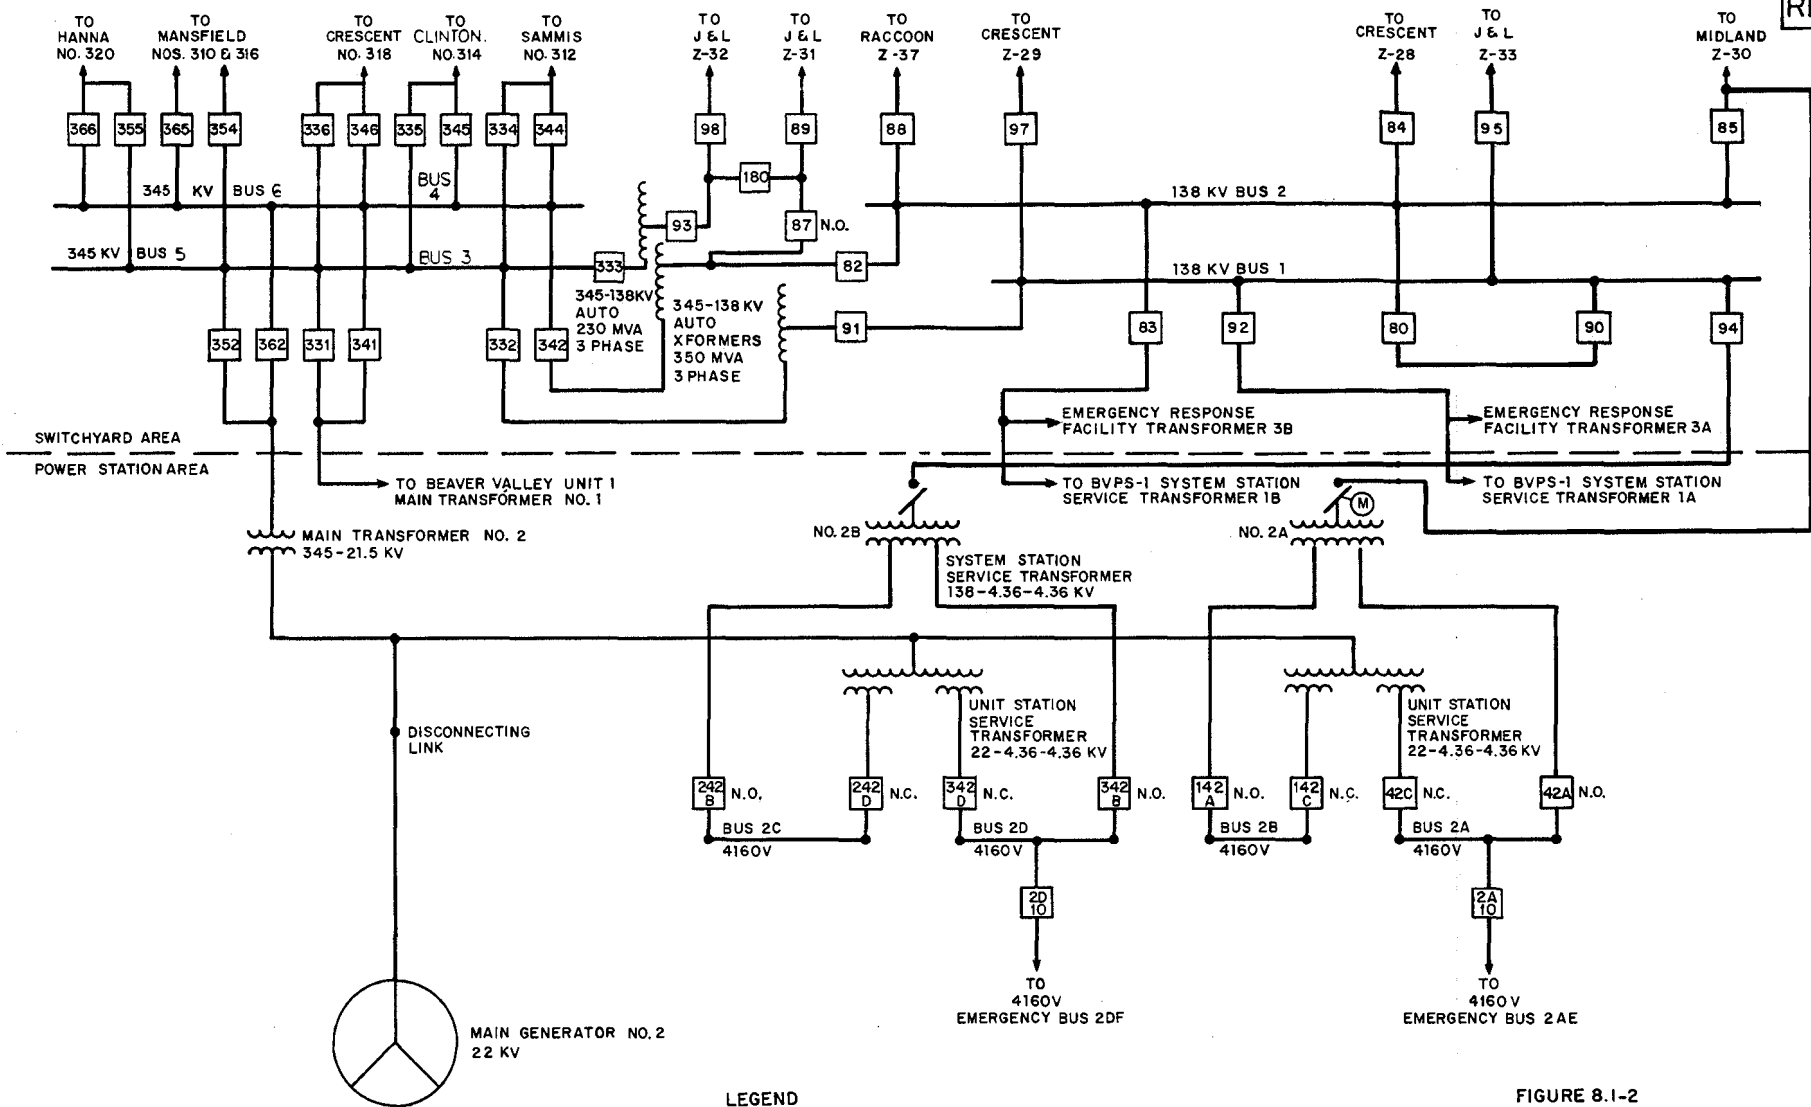 TO
HANNA
NO. 320
TO
MANSFIELD
NOS. 310 & 316
TO
CRESCENT
NO. 318
TO
CLINTON.
NO. 314
TO
SAMMIS
NO. 312
TO
J & L
Z-32
TO
J & L
Z-31
TO
RACCOON
Z-37
TO
CRESCENT
Z-29
TO
CRESCENT
Z-28
TO
J & L
Z-33
TO
MIDLAND
Z-30
366
355
365
354
336
346
335
345
334
344
98
89
88
97
84
95
85
180
345 KV BUS 6
BUS
4
93
87 N.O.
138 KV BUS 2
345 KV BUS 5
BUS 3
333
82
138 KV BUS 1
345-138KV
AUTO
230 MVA
3 PHASE
345-138 KV
AUTO
XFORMERS
350 MVA
3 PHASE
91
83
92
80
90
94
352
362
331
341
332
342
EMERGENCY RESPONSE
FACILITY TRANSFORMER 3B
EMERGENCY RESPONSE
FACILITY TRANSFORMER 3A
SWITCHYARD AREA
POWER STATION AREA
TO BEAVER VALLEY UNIT 1
MAIN TRANSFORMER NO. 1
TO BVPS-1 SYSTEM STATION
SERVICE TRANSFORMER 1B
TO BVPS-1 SYSTEM STATION
SERVICE TRANSFORMER 1A
M
MAIN TRANSFORMER NO. 2
345-21.5 KV
NO. 2B
NO. 2A
SYSTEM STATION
SERVICE TRANSFORMER
138-4.36-4.36 KV
DISCONNECTING
LINK
UNIT STATION
SERVICE
TRANSFORMER
22-4.36-4.36 KV
UNIT STATION
SERVICE
TRANSFORMER
22-4.36-4.36 KV
242
B
N.O.
242
D
N.C.
342
D
N.C.
342
B
N.O.
142
A
N.O.
142
C
N.C.
42C N.C.
42A N.O.
BUS 2C
4160V
BUS 2D
4160V
BUS 2B
4160V
BUS 2A
4160V
2D
10
2A
10
TO
4160V
EMERGENCY BUS 2DF
TO
4160V
EMERGENCY BUS 2AE
MAIN GENERATOR NO. 2
22 KV
LEGEND
FIGURE 8.1-2